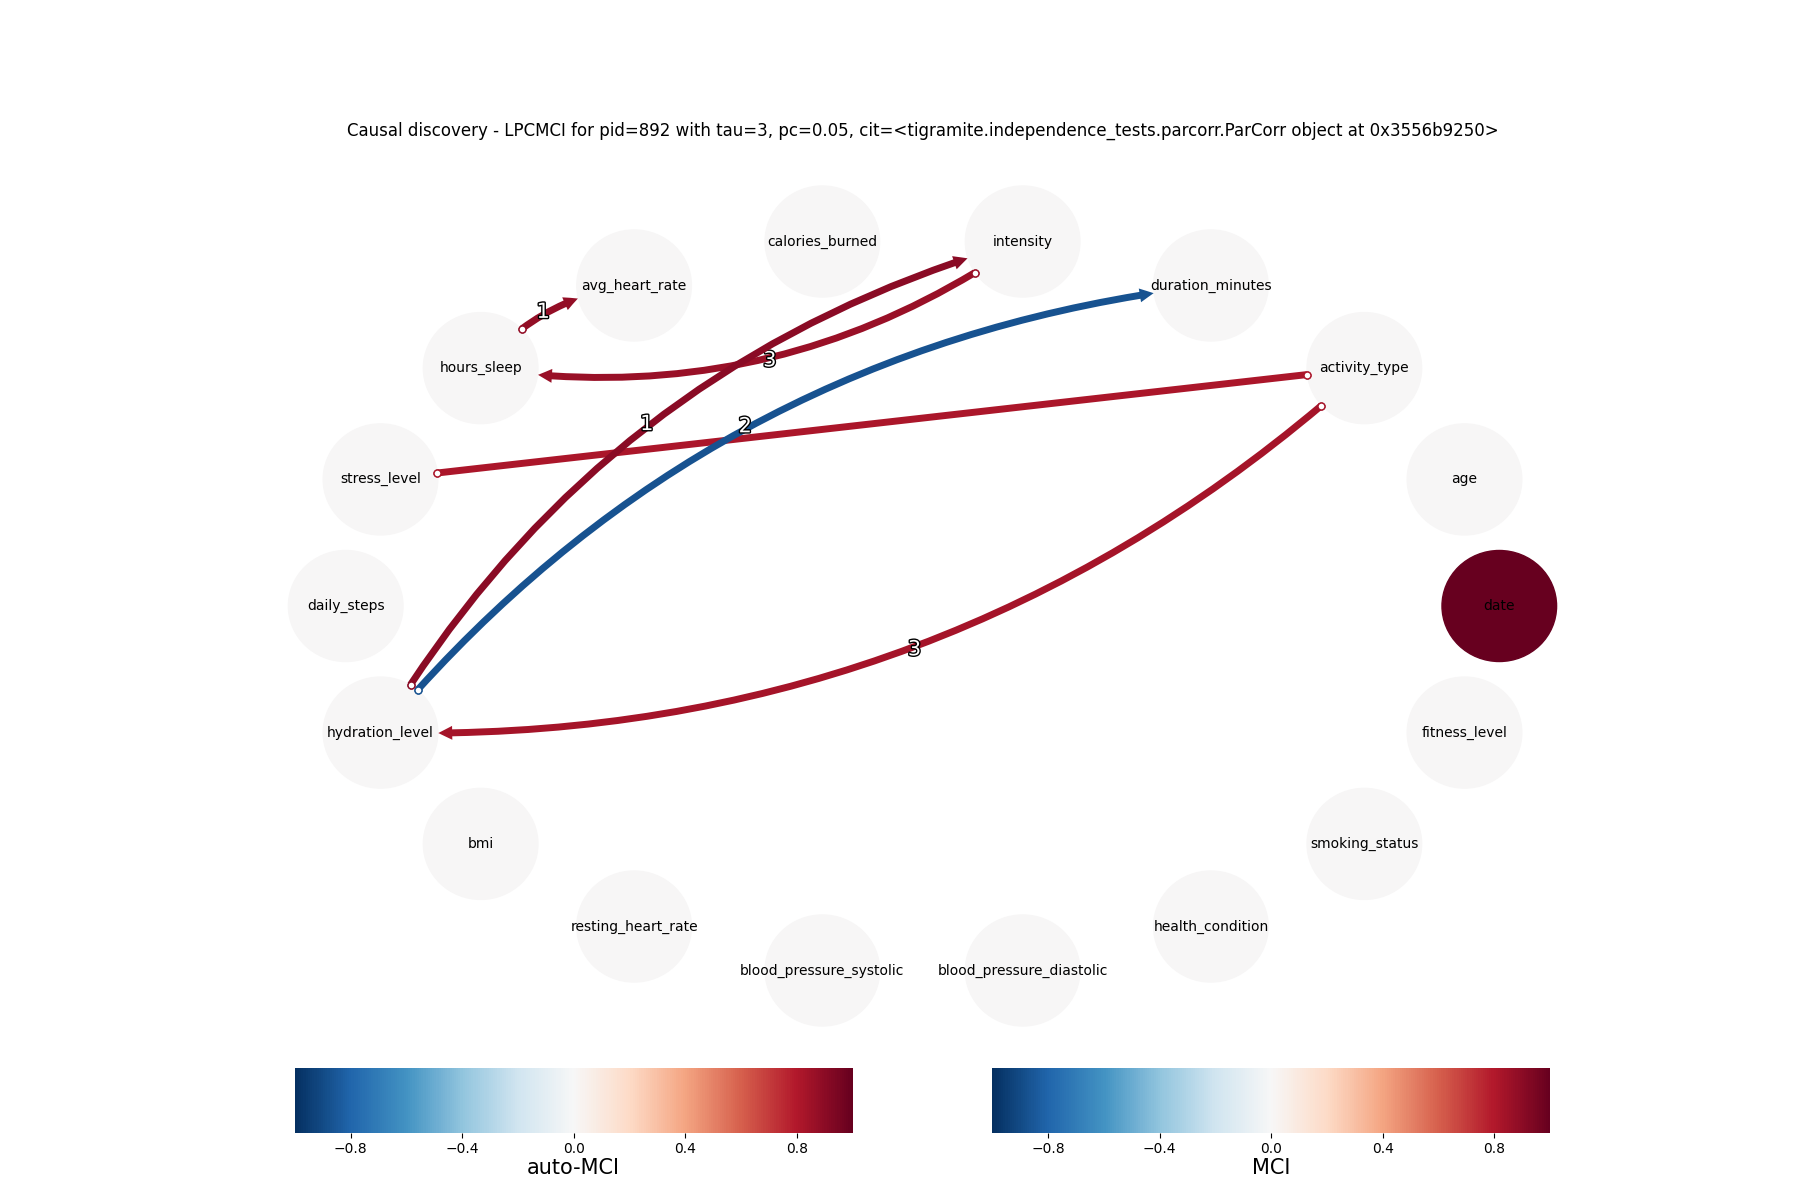 Causal discovery - LPCMCI for pid=892 with tau=3, pc=0.05, cit=<tigramite.independence_tests.parcorr.ParCorr object at 0x3556b9250>
calories_burned
intensity
avg_heart_rate
duration_minutes
1
3
hours_sleep
activity_type
1
2
stress_level
age
daily_steps
date
3
hydration_level
fitness_level
bmi
smoking_status
resting_heart_rate
health_condition
blood_pressure_systolic
blood_pressure_diastolic
−0.8 −0.4 0.0 0.4 0.8
auto-MCI
−0.8 −0.4 0.0 0.4 0.8
MCI